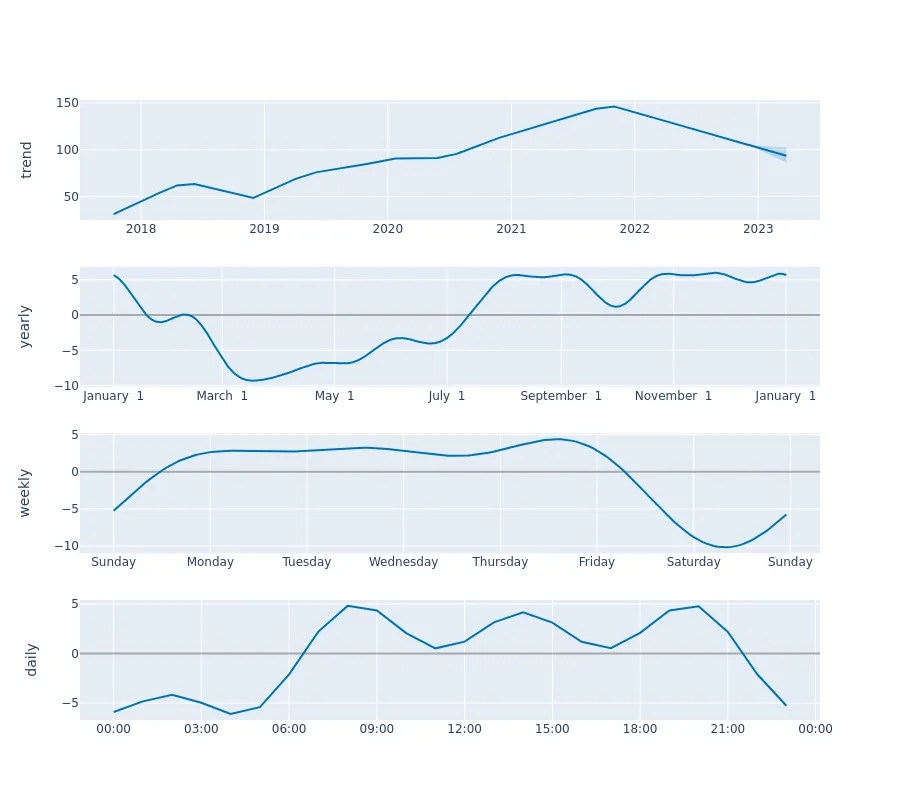 trend
150
100
50
2018 2019 2020 2021 2022 2023
yearly
5
0
−5
−10
January 1 March 1 May 1 July 1 September 1 November 1 January 1
weekly
5
0
−5
−10
Sunday Monday Tuesday Wednesday Thursday Friday Saturday Sunday
daily
5
0
−5
00:00 03:00 06:00 09:00 12:00 15:00 18:00 21:00 00:00